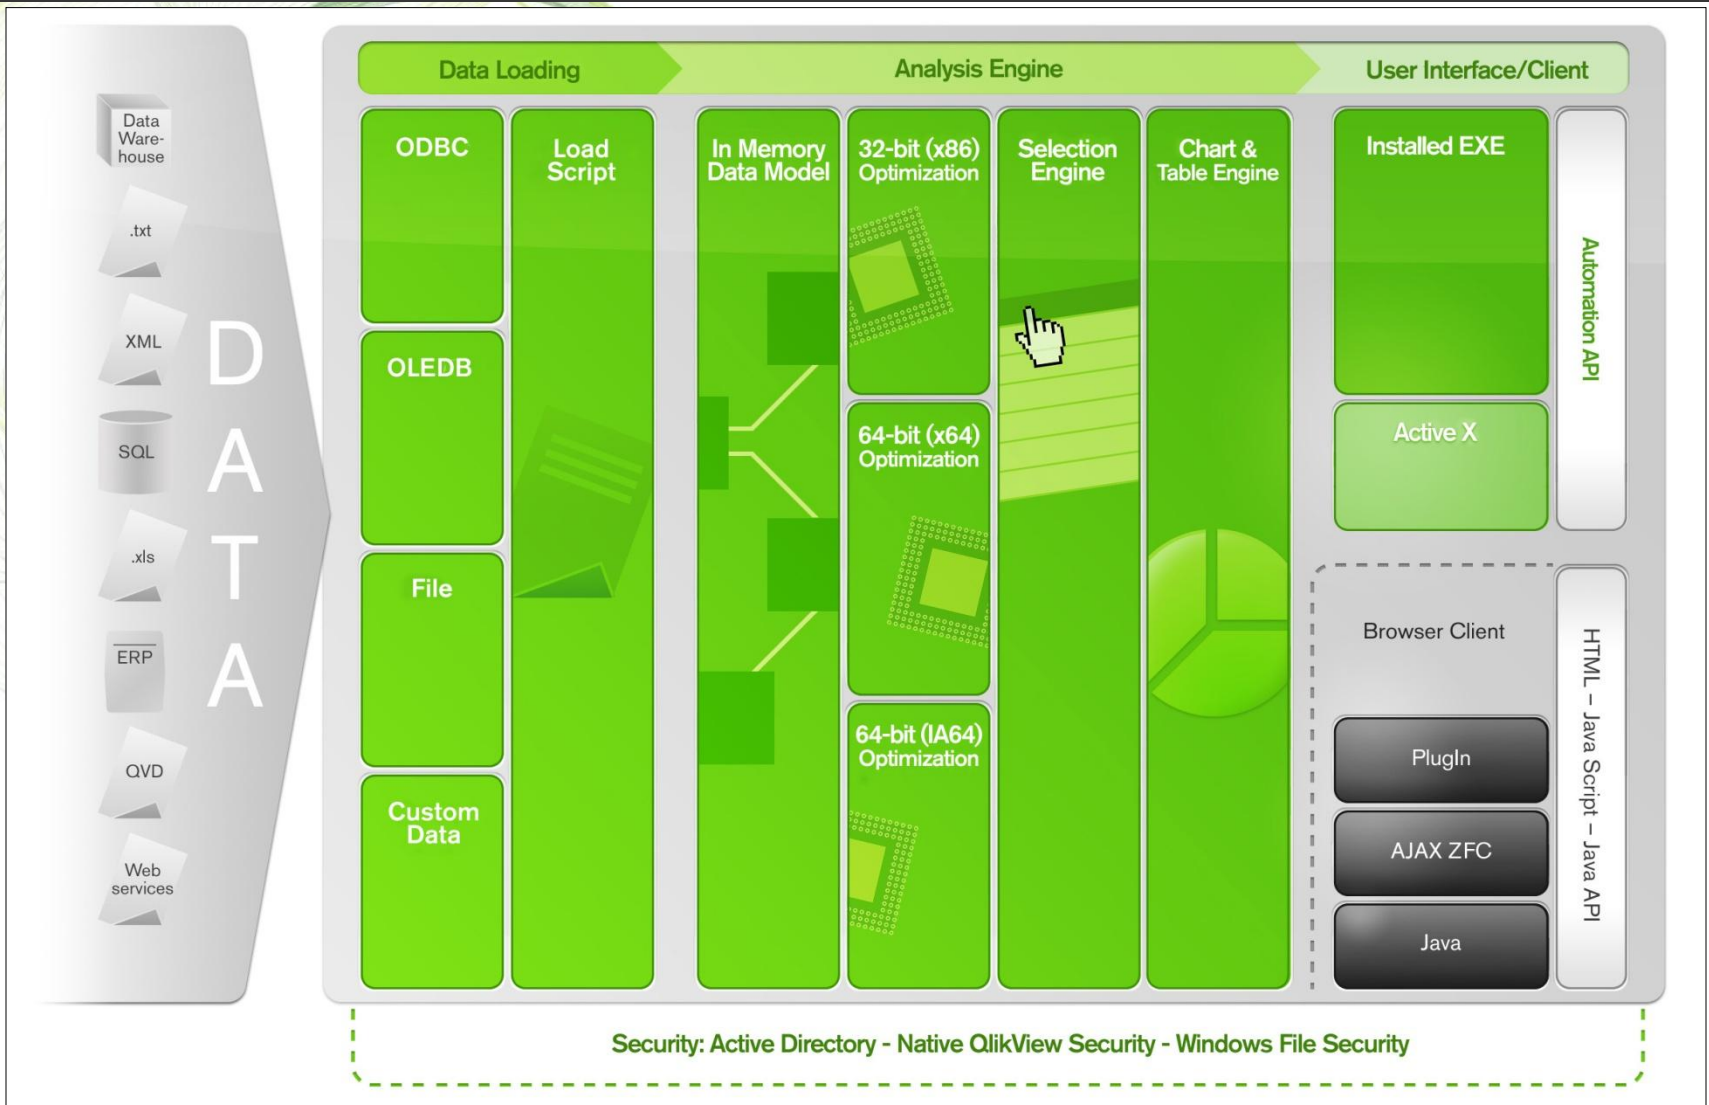 Data
Ware-
house
.txt
XML
SQL
.xls
ERP
QVD
Web
services
D
A
T
A
Data Loading
Analysis Engine
User Interface/Client
ODBC
OLEDB
File
Custom
Data
Load
Script
In Memory
Data Model
32-bit (x86)
Optimization
64-bit (x64)
Optimization
64-bit (IA64)
Optimization
Selection
Engine
Chart &
Table Engine
Installed EXE
Active X
Automation API
Browser Client
PlugIn
AJAX ZFC
Java
HTML – Java Script – Java API
Security: Active Directory - Native QlikView Security - Windows File Security